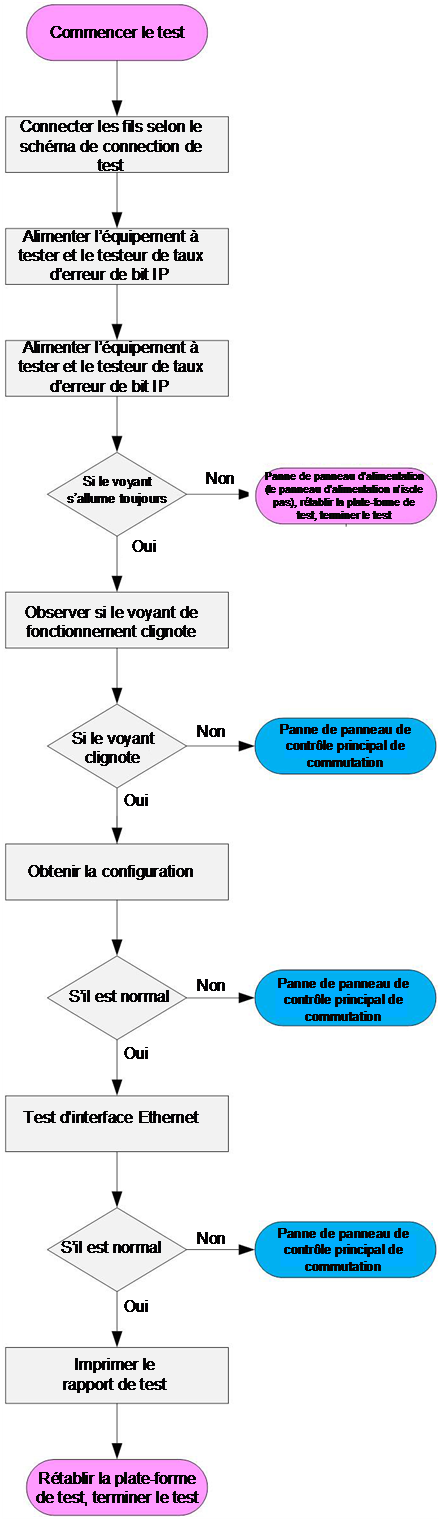 Commencer le test
Connecter les fils selon le
schéma de connection de
test
Alimenter l'équipement à
tester et le testeur de taux
d'erreur de bit IP
Alimenter l'équipement à
tester et le testeur de taux
d'erreur de bit IP
Si le voyant
s'allume toujours
Non
Panne de panneau d'alimentation
(le panneau d'alimentation n'isole
pas), rétablir la plate-forme de
test, terminer le test
Oui
Observer si le voyant de
fonctionnement clignote
Si le voyant
clignote
Non
Panne de panneau de
contrôle principal de
commutation
Oui
Obtenir la configuration
S'il est normal
Non
Panne de panneau de
contrôle principal de
commutation
Oui
Test d'interface Ethernet
S'il est normal
Non
Panne de panneau de
contrôle principal de
commutation
Oui
Imprimer le
rapport de test
Rétablir la plate-forme
de test, terminer le test